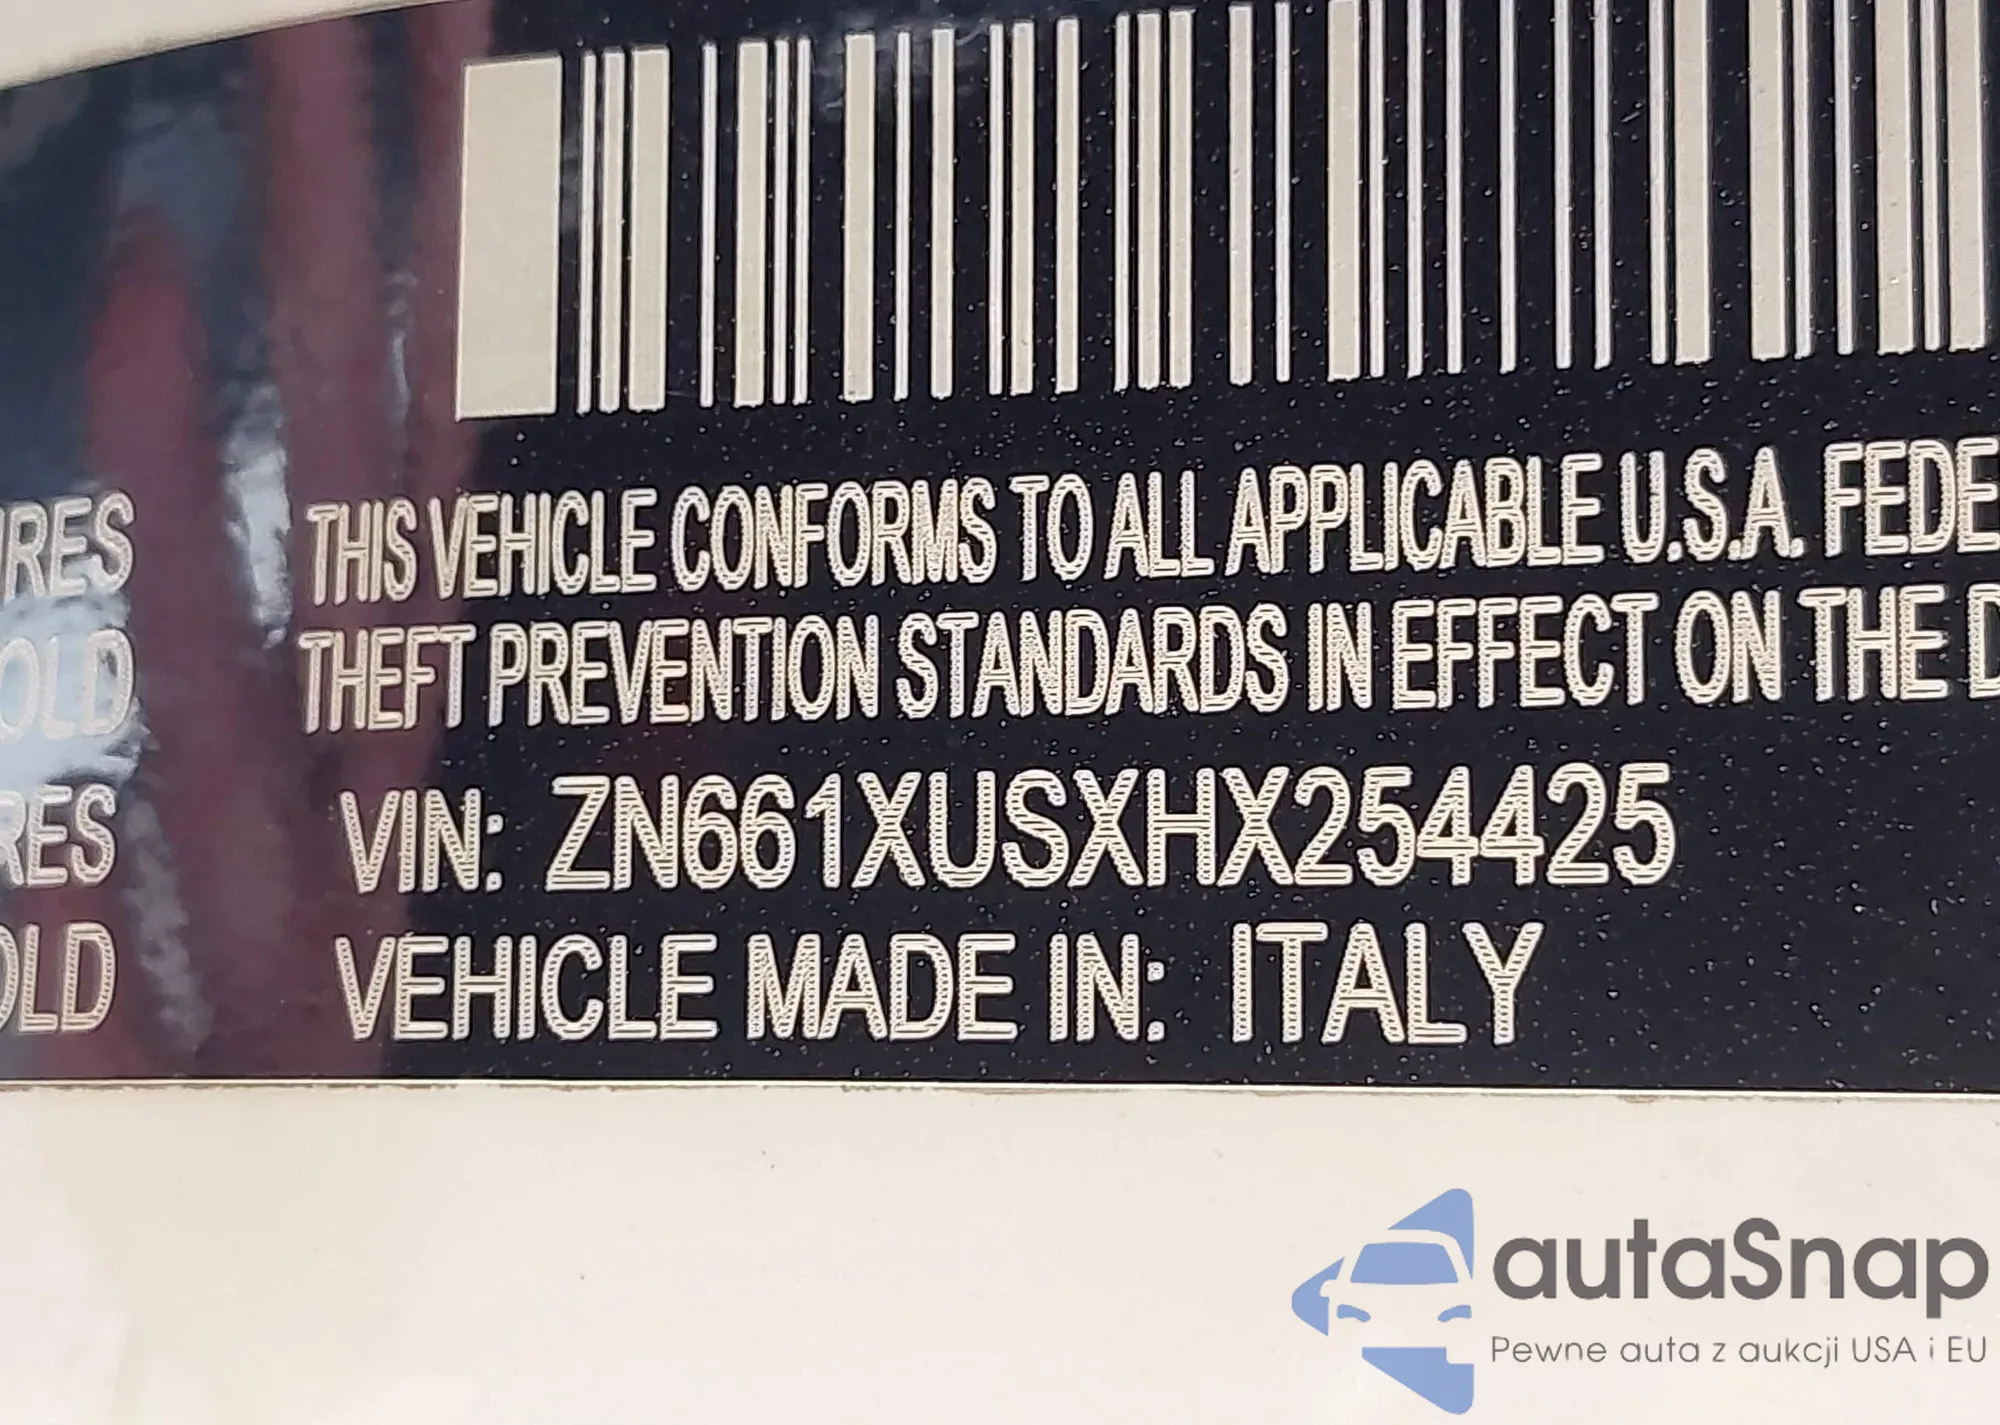 THIS VEHICLE CONFORMS TO ALL APPLICABLE U.S.A. FEDE
THEFT PREVENTION STANDARDS IN EFFECT ON THE D
VIN: ZN661XUSXHX254425
VEHICLE MADE IN: ITALY
IRES
OLD
RES
OLD
autaSnap
Pewne auta z aukcji USA i EU